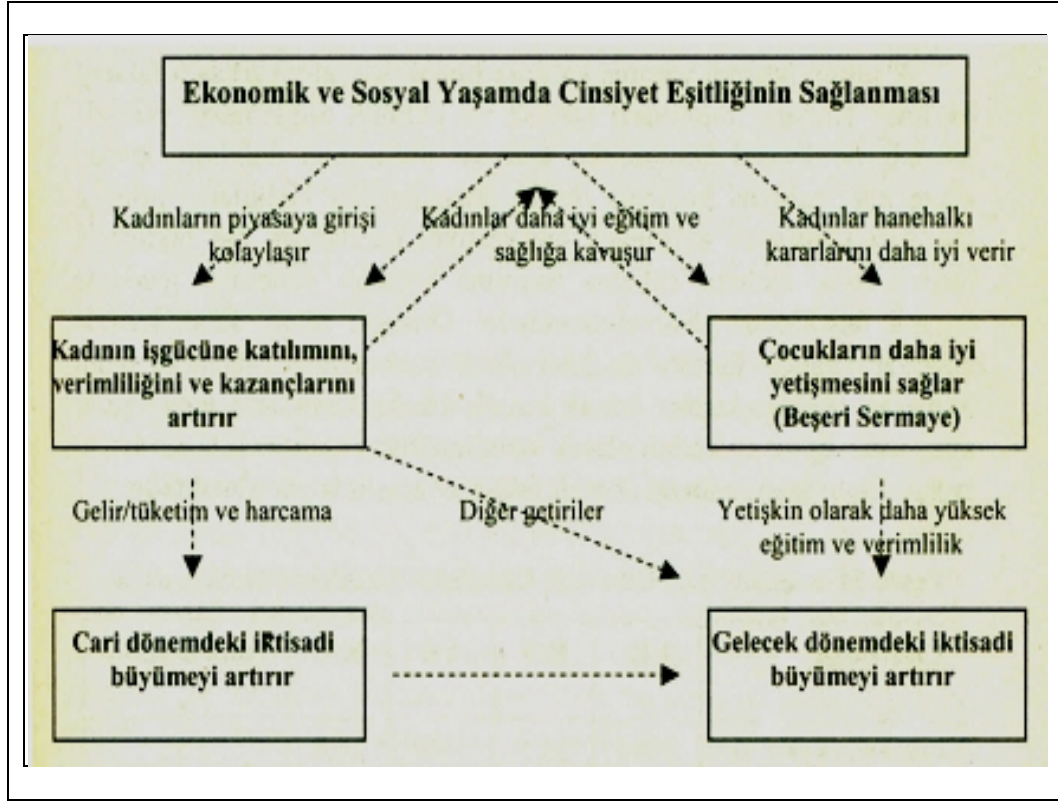 Ekonomik ve Sosyal Yaşamda Cinsiyet Eşitliğinin Sağlanması
Kadınların piyasaya girişi
kolaylaşır
Kadınlar daha iyi eğitim ve
sağlığa kavuşur
Kadınlar hanehalkı
kararlarını daha iyi verir
Kadının işgücüne katılımını,
verimliliğini ve kazançlarını
artırır
Çocukların daha iyi
yetişmesini sağlar
(Beşeri Sermaye)
Gelir/tüketim ve harcama
Diğer getiriler
Yetişkin olarak daha yüksek
eğitim ve verimlilik
Cari dönemdeki iktisadi
büyümeyi artırır
Gelecek dönemdeki iktisadi
büyümeyi artırır